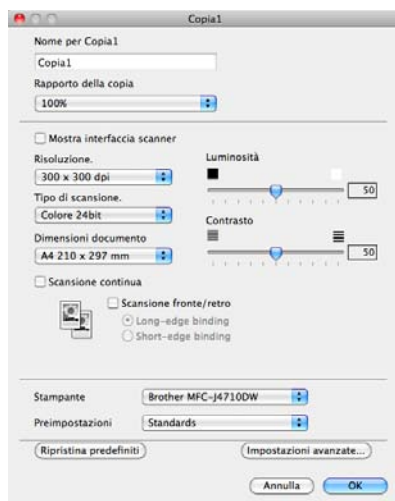 Copia1
Nome per Copia1
Copia1
Rapporto della copia
100%
Mostra interfaccia scanner
Risoluzione.
300 x 300 dpi
Tipo di scansione.
Colore 24bit
Dimensioni documento
A4 210 x 297 mm
Luminosità
50
Contrasto
50
Scansione continua
Scansione fronte/retro
Long-edge binding
Short-edge binding
Stampante
Brother MFC-J4710DW
Preimpostazioni
Standards
Ripristina predefiniti
Impostazioni avanzate...
Annulla
OK